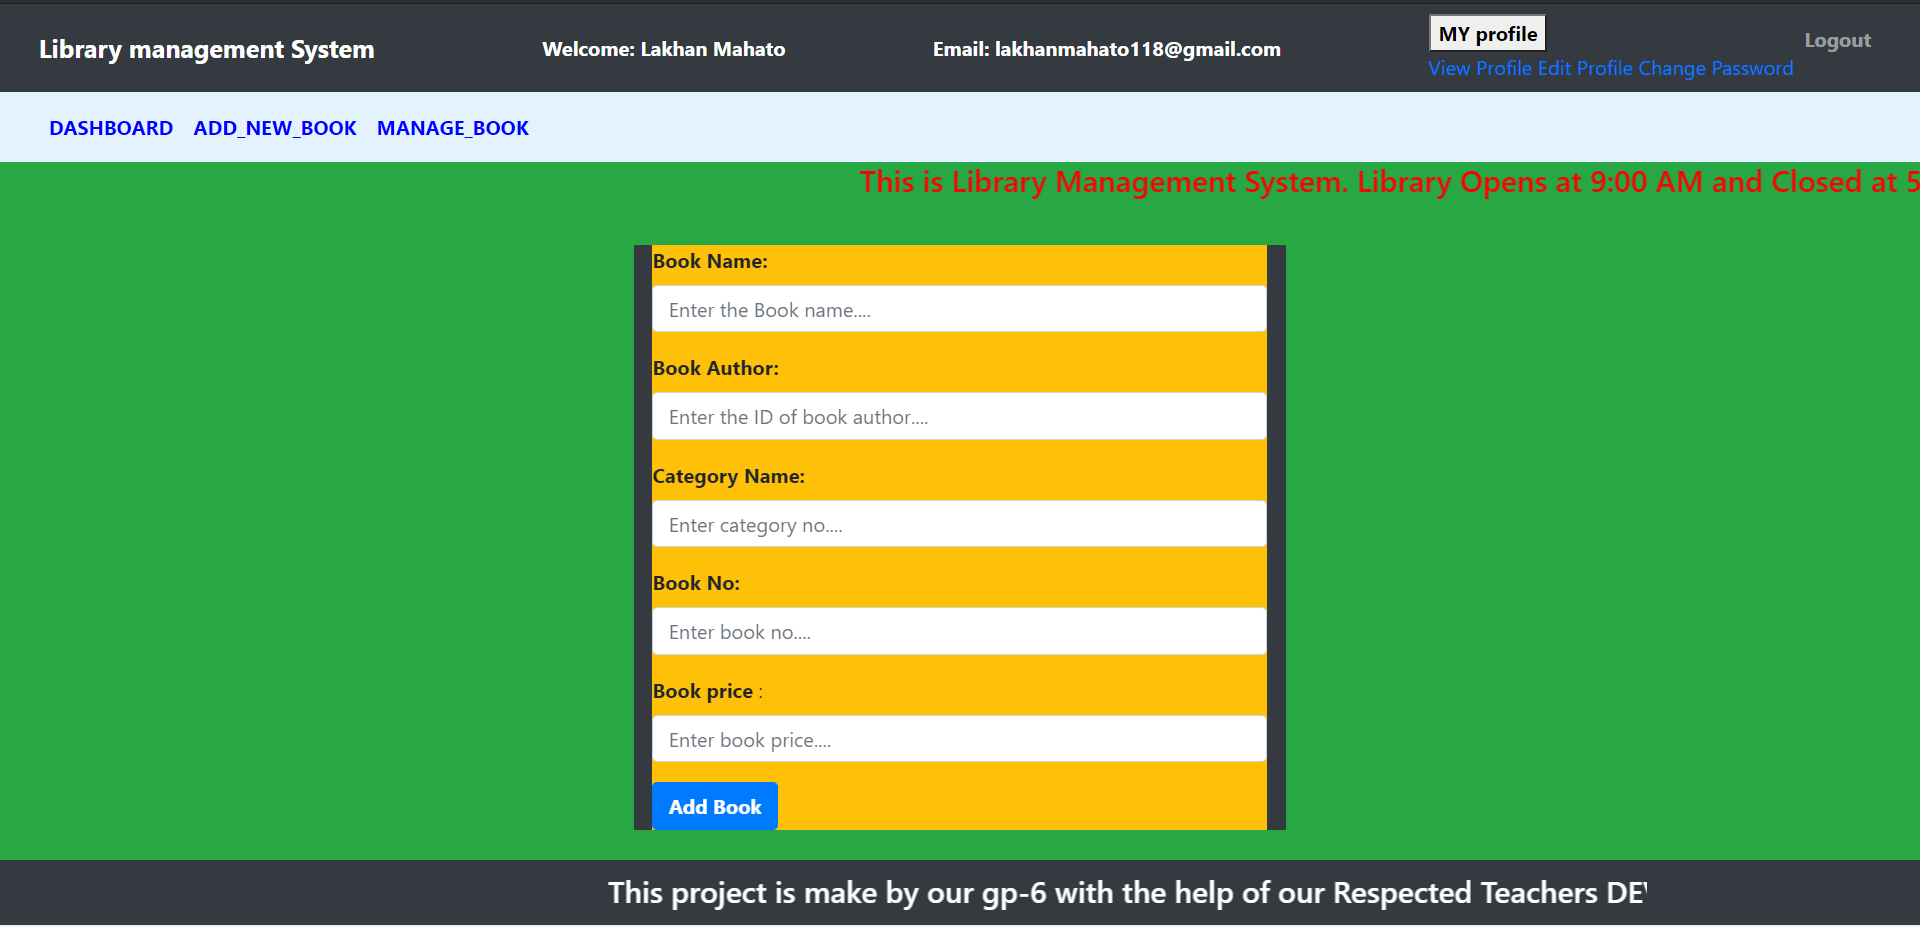 Library management System
Welcome: Lakhan Mahato
Email: lakhanmahato118@gmail.com
MY profile
View Profile Edit Profile Change Password
Logout
DASHBOARD ADD_NEW_BOOK MANAGE_BOOK
This is Library Management System. Library Opens at 9:00 AM and Closed at 5
Book Name:
Enter the Book name....
Book Author:
Enter the ID of book author....
Category Name:
Enter category no....
Book No:
Enter book no....
Book price :
Enter book price....
Add Book
This project is make by our gp-6 with the help of our Respected Teachers